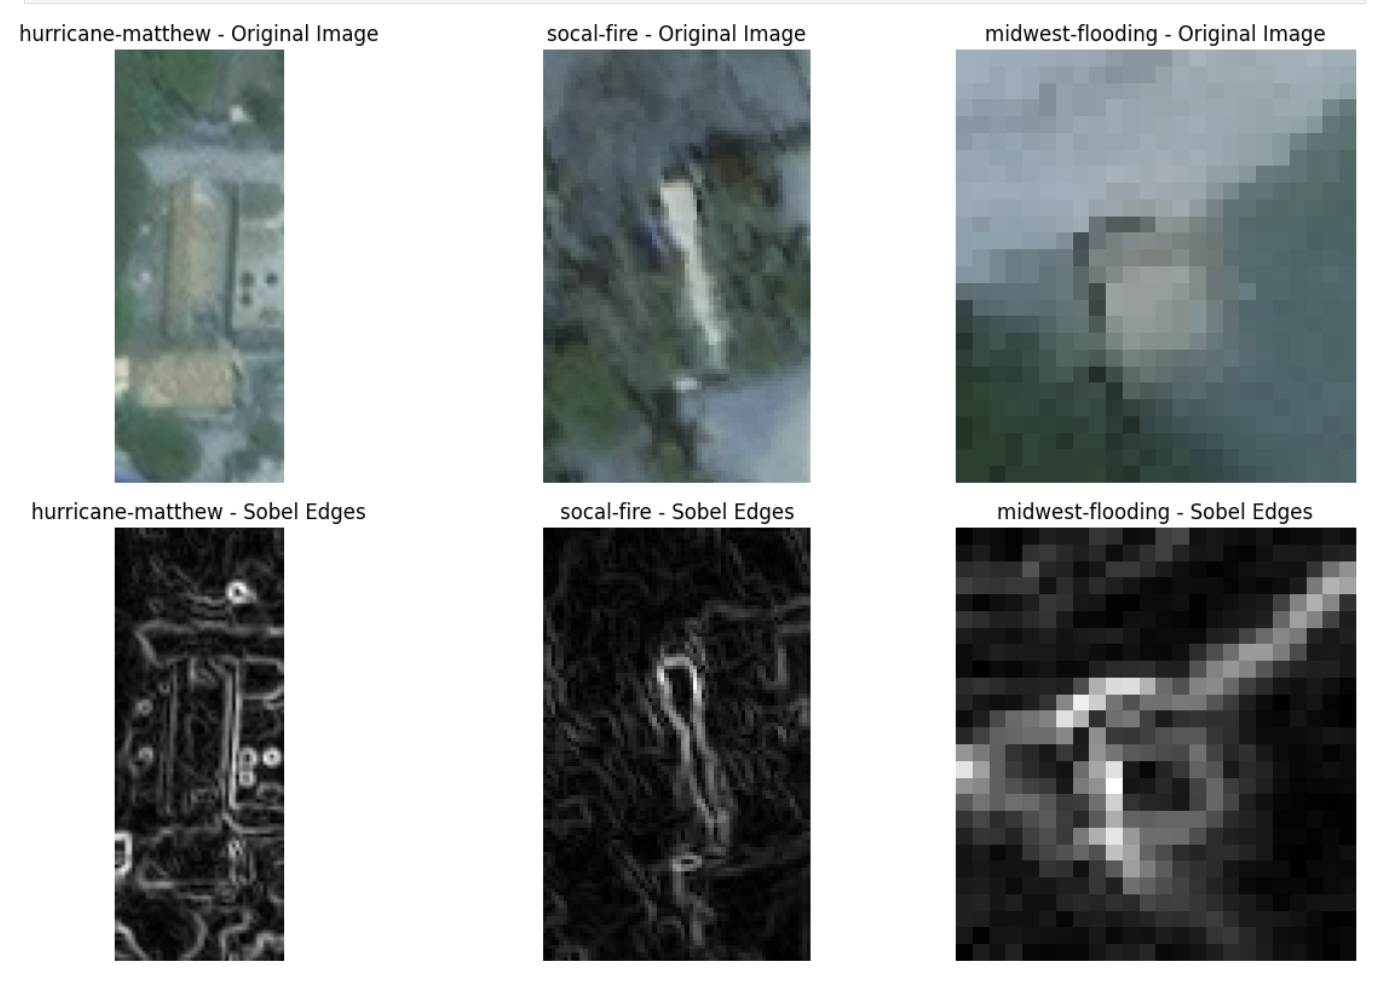 hurricane-matthew - Original Image
socal-fire - Original Image
midwest-flooding - Original Image
hurricane-matthew - Sobel Edges
socal-fire - Sobel Edges
midwest-flooding - Sobel Edges